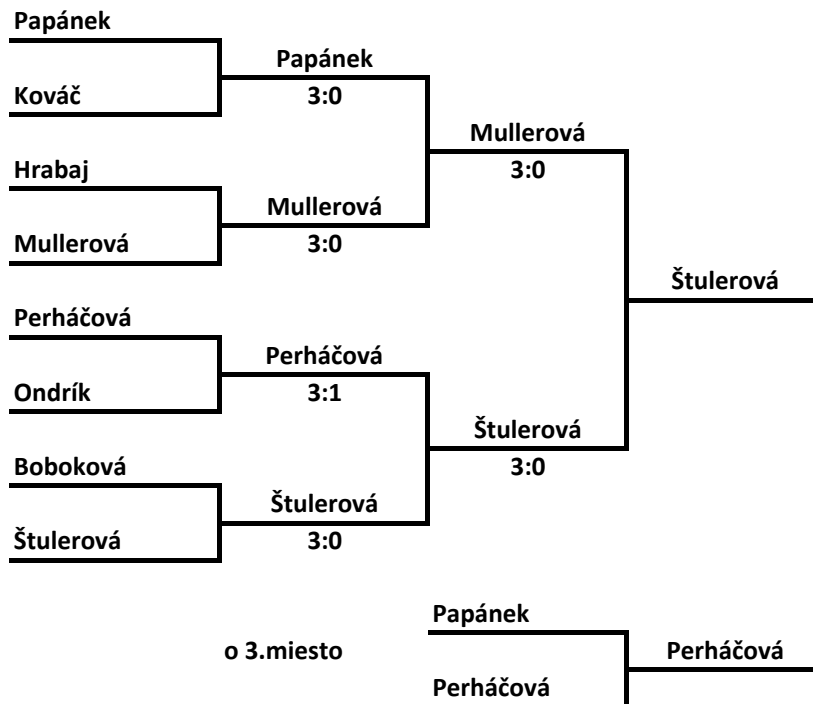 Papánek
Papánek
Kováč
3:0
Mullerová
Hrabaj
3:0
Mullerová
Mullerová
3:0
Štulerová
Perháčová
Perháčová
Ondrík
3:1
Štulerová
Boboková
3:0
Štulerová
Štulerová
3:0
Papánek
o 3.miesto
Perháčová
Perháčová